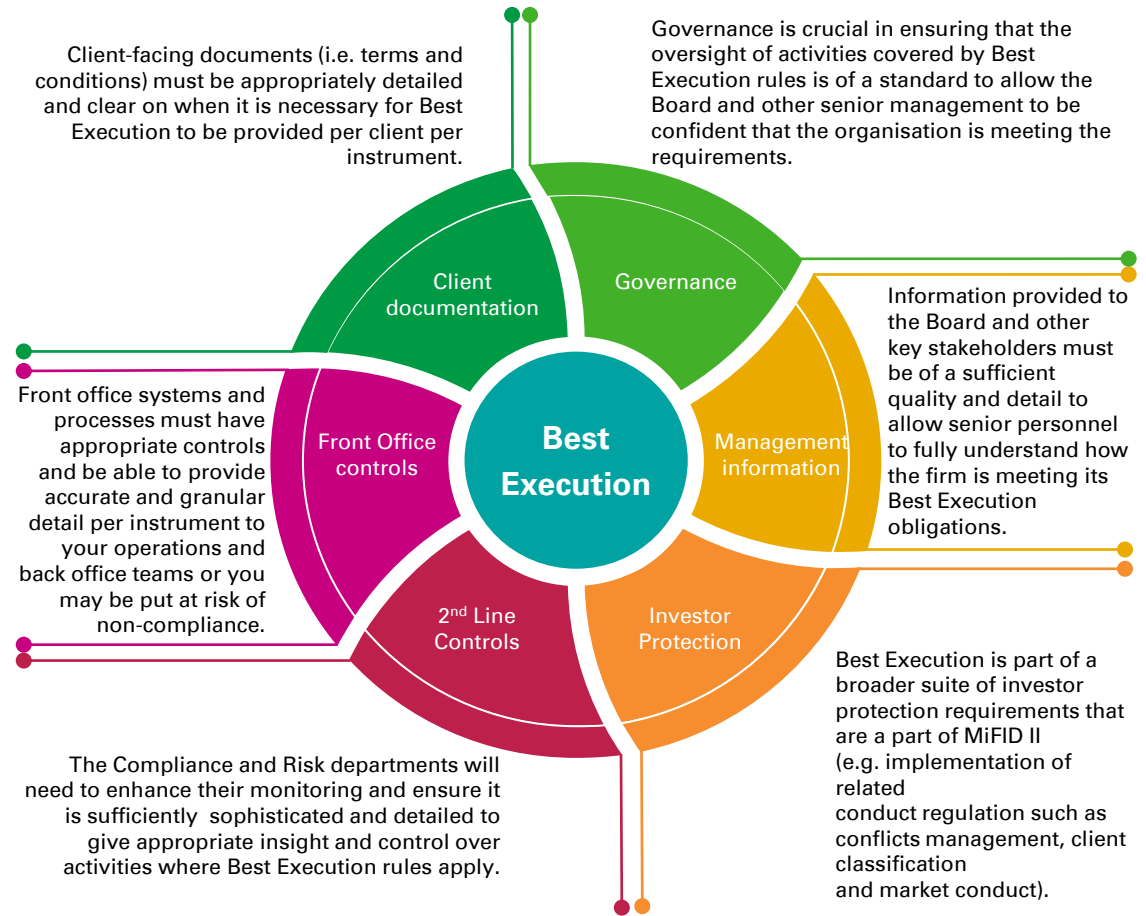 Client-facing documents (i.e. terms and
conditions) must be appropriately detailed
and clear on when it is necessary for Best
Execution to be provided per client per
instrument.
Governance is crucial in ensuring that the
oversight of activities covered by Best
Execution rules is of a standard to allow the
Board and other senior management to be
confident that the organisation is meeting the
requirements.
Client
documentation
Governance
Information provided to
the Board and other
key stakeholders must
be of a sufficient
quality and detail to
allow senior personnel
to fully understand how
the firm is meeting its
Best Execution
obligations.
Front office systems and
processes must have
appropriate controls
and be able to provide
accurate and granular
detail per instrument to
your operations and
back office teams or you
may be put at risk of
non-compliance.
Front Office
controls
Best
Execution
Management
information
2nd Line
Controls
Investor
Protection
The Compliance and Risk departments will
need to enhance their monitoring and ensure it
is sufficiently sophisticated and detailed to
give appropriate insight and control over
activities where Best Execution rules apply.
Best Execution is part of a
broader suite of investor
protection requirements that
are a part of MiFID II
(e.g. implementation of
related
conduct regulation such as
conflicts management, client
classification
and market conduct).